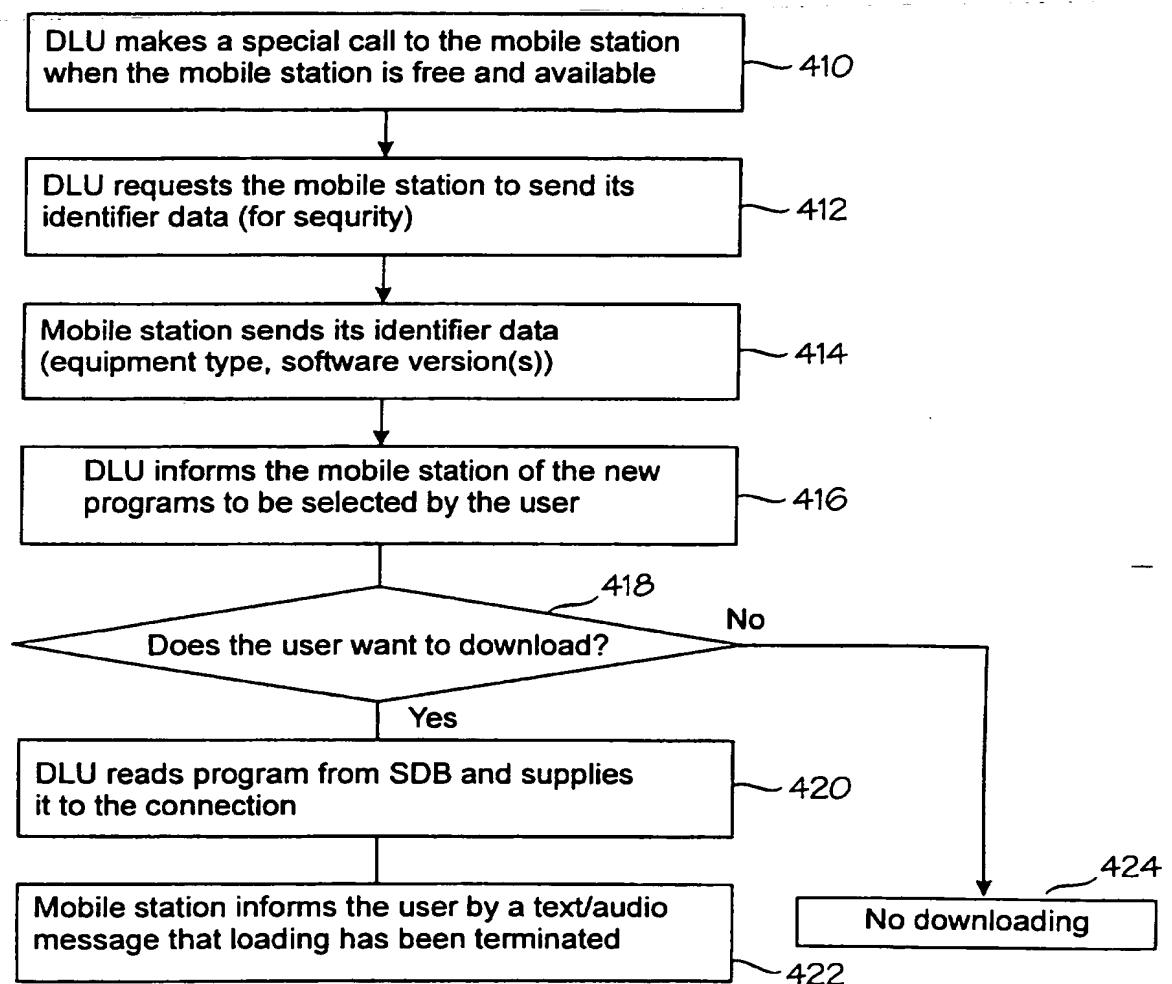 DLU makes a special call to the mobile station
when the mobile station is free and available
410
DLU requests the mobile station to send its
identifier data (for sequrity)
412
Mobile station sends its identifier data
(equipment type, software version(s))
414
DLU informs the mobile station of the new
programs to be selected by the user
416
418
Does the user want to download?
No
Yes
DLU reads program from SDB and supplies
it to the connection
420
Mobile station informs the user by a text/audio
message that loading has been terminated
422
424
No downloading